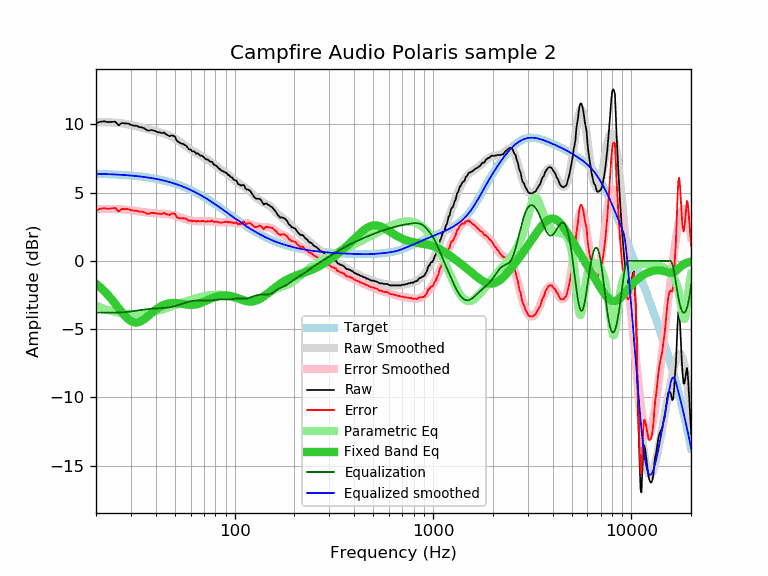 Campfire Audio Polaris sample 2
Amplitude (dBr)
10
5
0
−5
−10
−15
Target
Raw Smoothed
Error Smoothed
Raw
Error
Parametric Eq
Fixed Band Eq
Equalization
Equalized smoothed
100
1000
10000
Frequency (Hz)